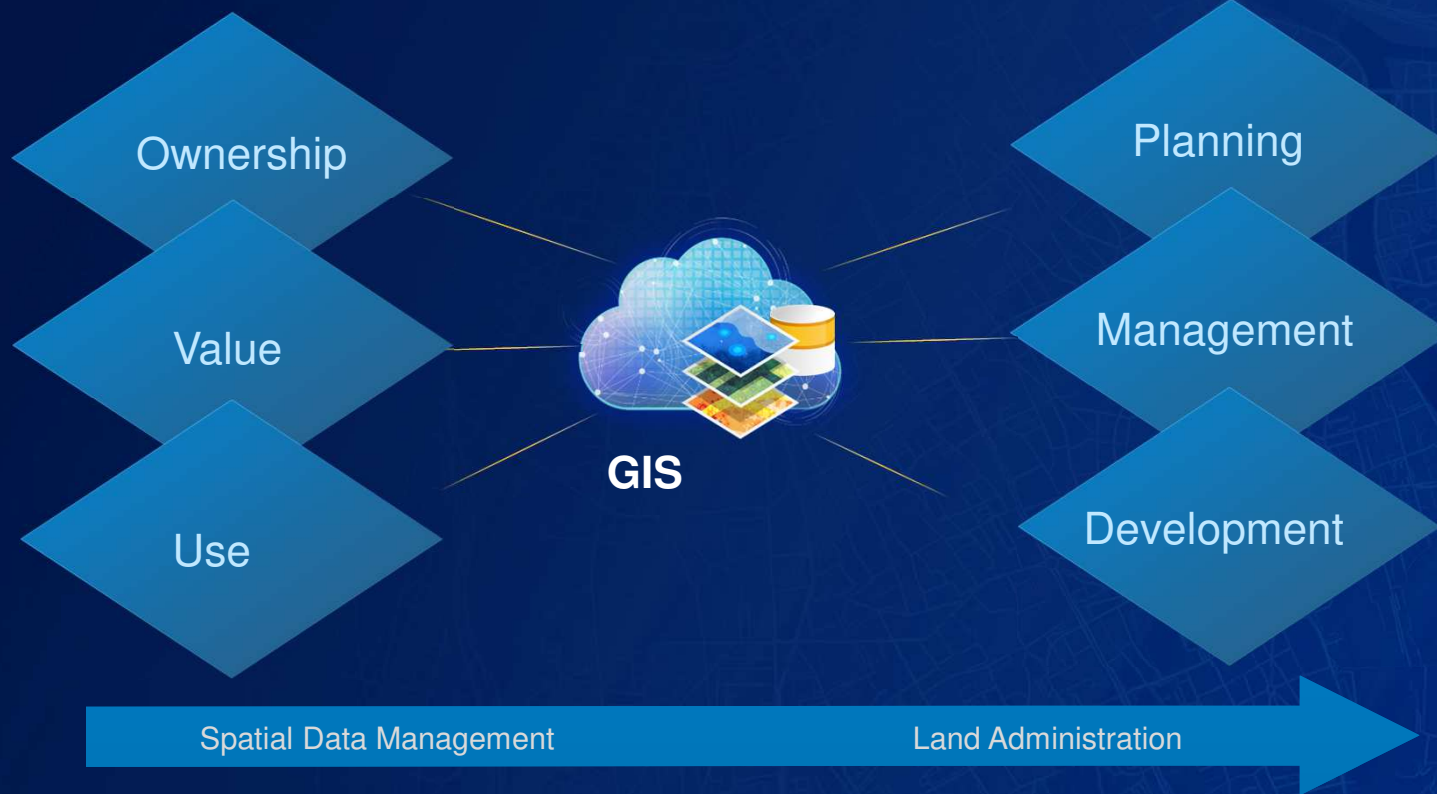 Ownership
Value
Use
GIS
Planning
Management
Development
Spatial Data Management
Land Administration